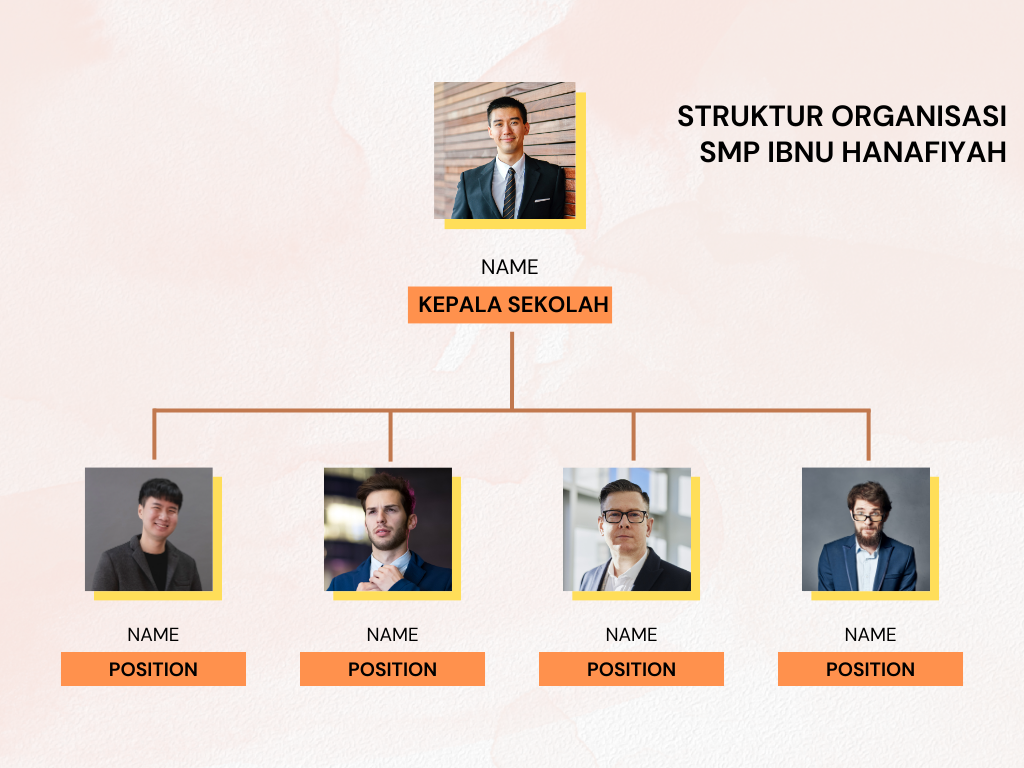 STRUKTUR ORGANISASI
SMP IBNU HANAFIYAH
NAME
KEPALA SEKOLAH
NAME
POSITION
NAME
POSITION
NAME
POSITION
NAME
POSITION